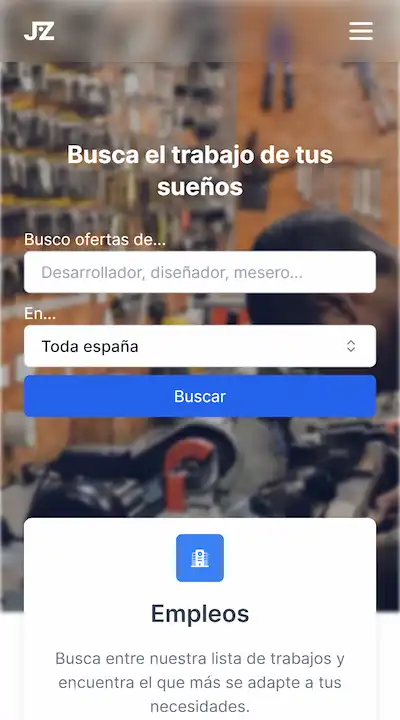 JZ
Busca el trabajo de tus
sueños
Busco ofertas de...
Desarrollador, diseñador, mesero...
En...
Toda españa
Buscar
Empleos
Busca entre nuestra lista de trabajos y
encuentra el que más se adapte a tus
necesidades.